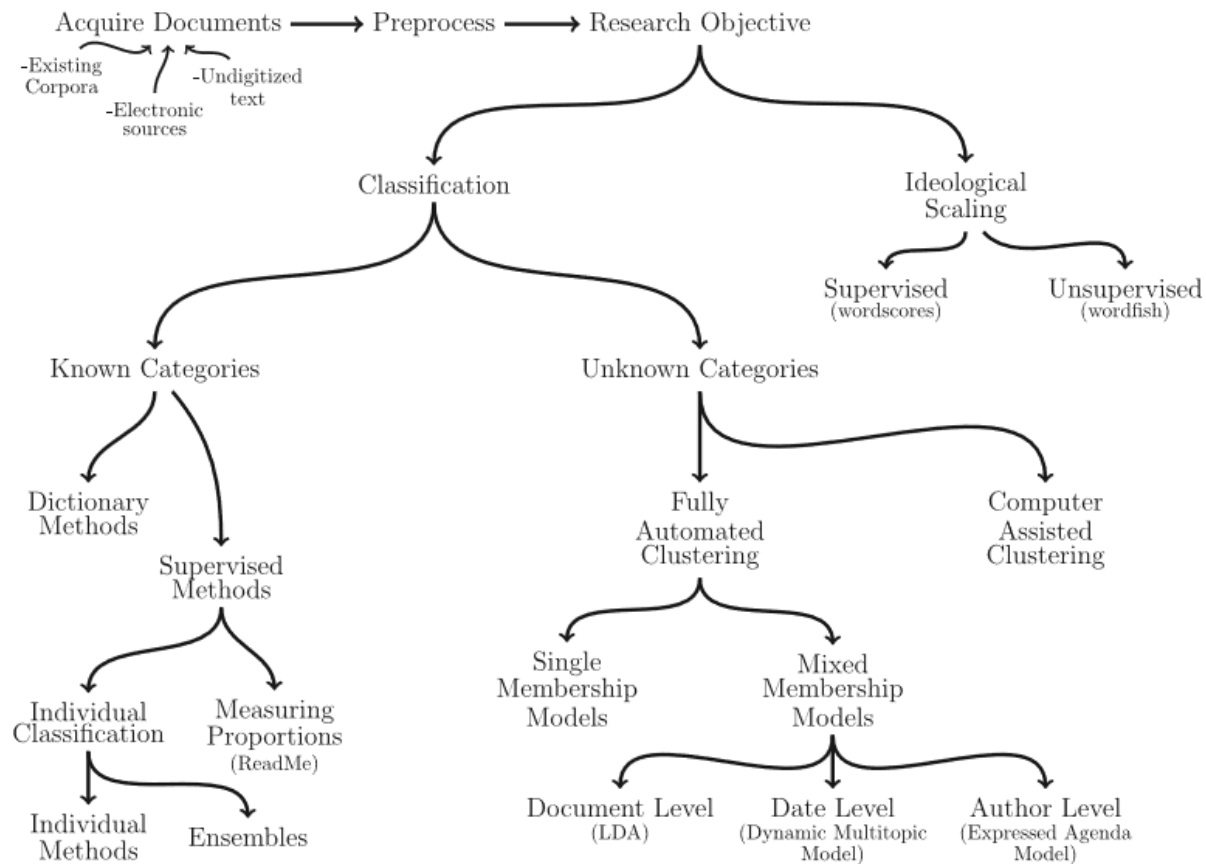 Acquire Documents
Preprocess
Research Objective
-Existing
Corpora
-Electronic
sources
-Undigitized
text
Classification
Ideological
Scaling
Supervised
(wordscores)
Unsupervised
(wordfish)
Known Categories
Unknown Categories
Dictionary
Methods
Supervised
Methods
Fully
Automated
Clustering
Computer
Assisted
Clustering
Individual
Classification
Measuring
Proportions
(ReadMe)
Single
Membership
Models
Mixed
Membership
Models
Individual
Methods
Ensembles
Document Level
(LDA)
Date Level
(Dynamic Multitopic
Model)
Author Level
(Expressed Agenda
Model)